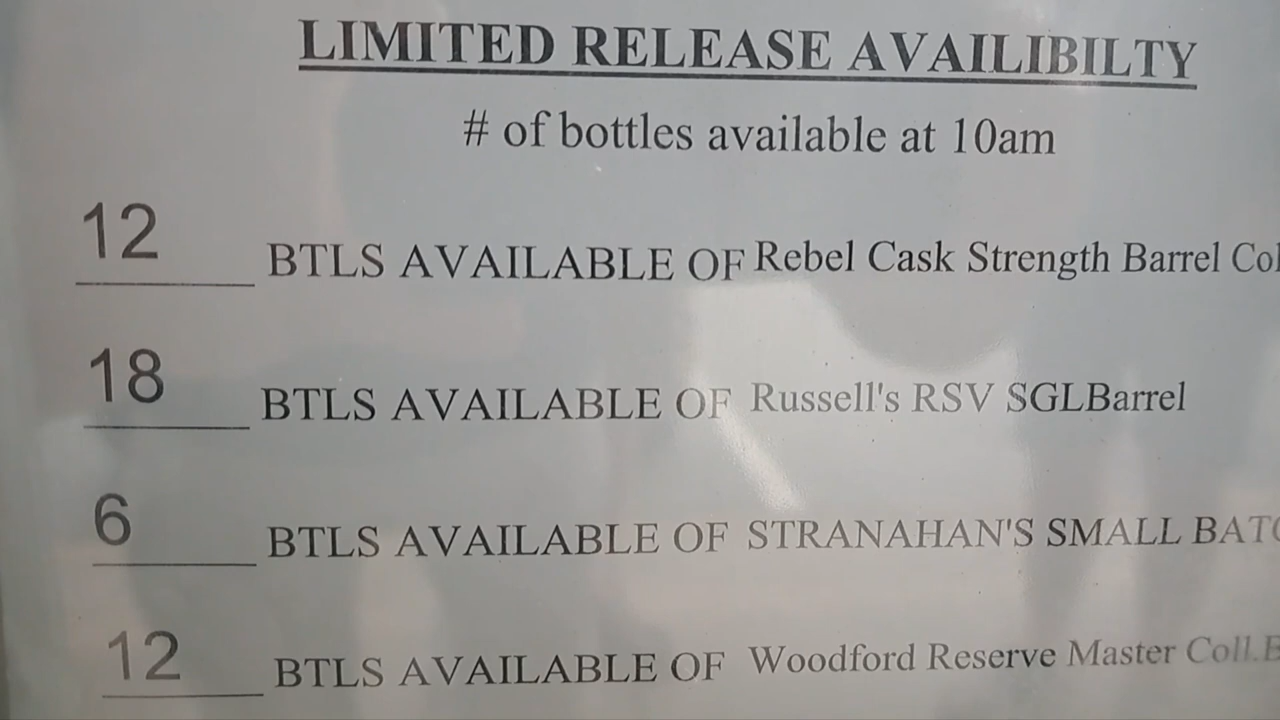 LIMITED RELEASE AVAILIBILTY
# of bottles available at 10am
12 BTLS AVAILABLE OF Rebel Cask Strength Barrel
18 BTLS AVAILABLE OF Russell's RSV SGLBarrel
6 BTLS AVAILABLE OF STRANAHAN'S SMALL
12 BTLS AVAILABLE OF Woodford Reserve Master Coll.